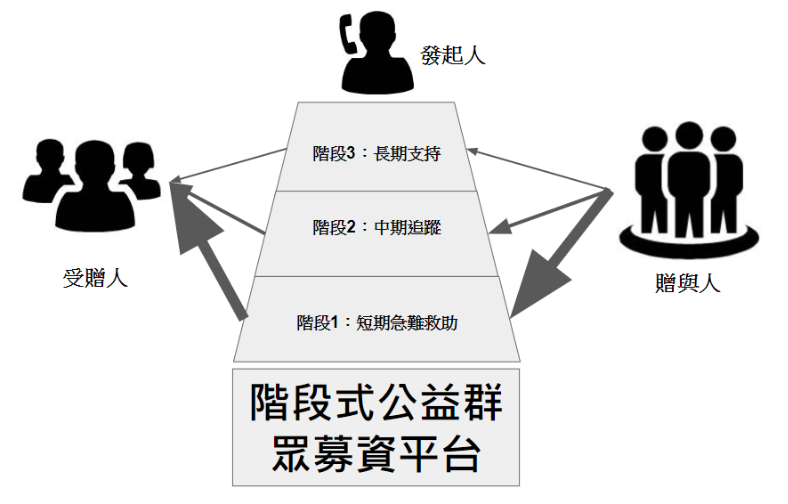 發起人
階段3：長期支持
階段2：中期追蹤
受贈人
贈與人
階段1：短期急難救助
階段式公益群
眾募資平台